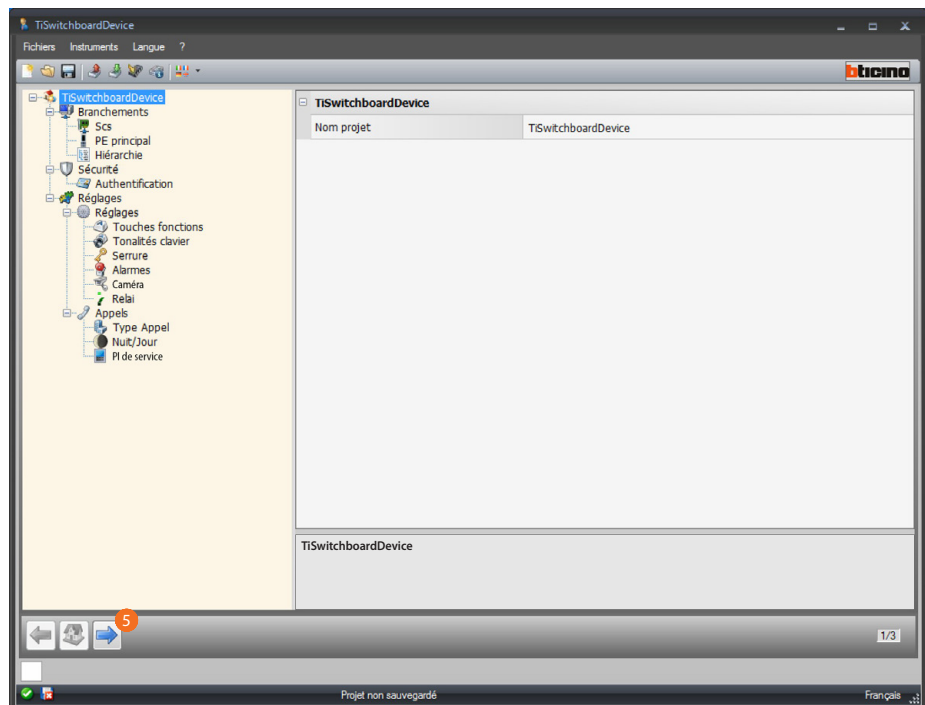 TiSwitchboardDevice
Fichiers Instruments Langue ?
bticino
TiSwitchboardDevice
Branchements
Scs
PE principal
Hiérarchie
Sécurité
Authentification
Réglages
Réglages
Touches fonctions
Tonalités clavier
Serrure
Alarmes
Caméra
Relai
Appels
Type Appel
Nuit/Jour
PI de service
TiSwitchboardDevice
Nom projet TiSwitchboardDevice
TiSwitchboardDevice
5
1/3
Projet non sauvegardé Français